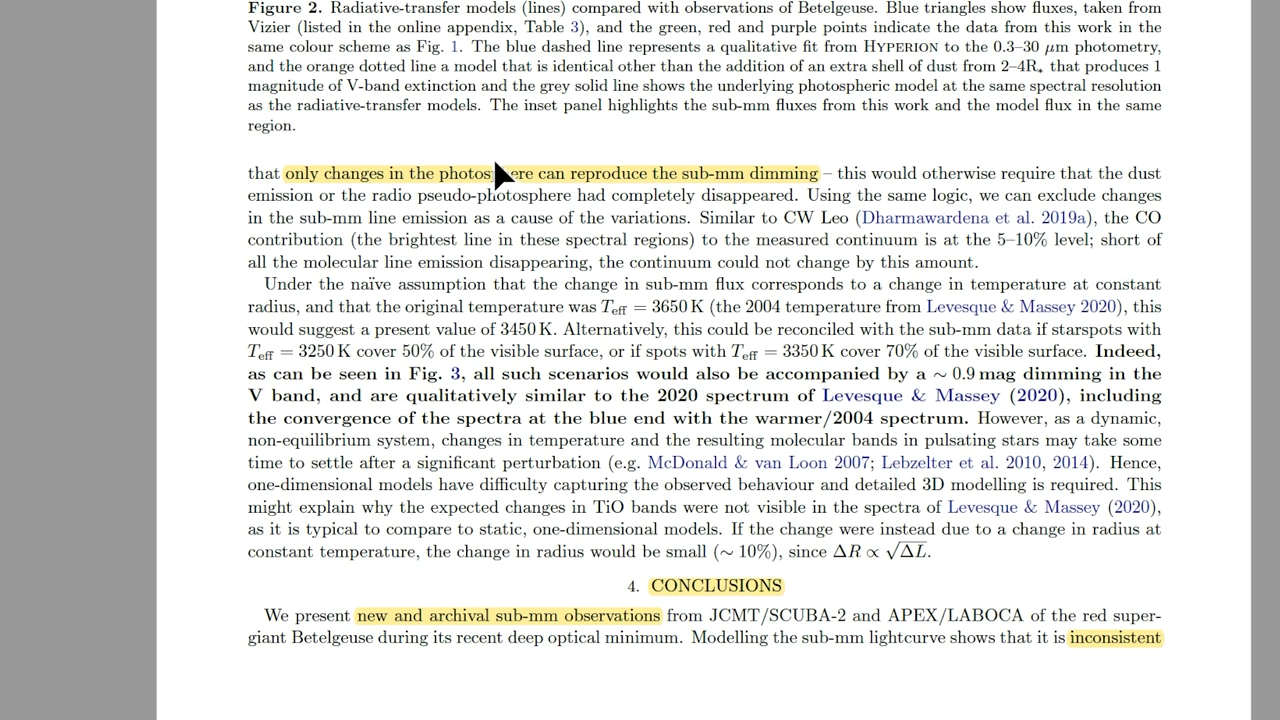 Figure 2. Radiative-transfer models (lines) compared with observations of Betelgeuse. Blue triangles show fluxes, taken from
Vizier (listed in the online appendix, Table 3), and the green, red and purple points indicate the data from this work in the
same colour scheme as Fig. 1. The blue dashed line represents a qualitative fit from HYPERION to the 0.3–30 μm photometry,
and the orange dotted line a model that is identical other than the addition of an extra shell of dust from 2–4R* that produces 1
magnitude of V-band extinction and the grey solid line shows the underlying photospheric model at the same spectral resolution
as the radiative-transfer models. The inset panel highlights the sub-mm fluxes from this work and the model flux in the same
region.
that only changes in the photosphere can reproduce the sub-mm dimming – this would otherwise require that the dust
emission or the radio pseudo-photosphere had completely disappeared. Using the same logic, we can exclude changes
in the sub-mm line emission as a cause of the variations. Similar to CW Leo (Dharmawardena et al. 2019a), the CO
contribution (the brightest line in these spectral regions) to the measured continuum is at the 5–10% level; short of
all the molecular line emission disappearing, the continuum could not change by this amount.
Under the naïve assumption that the change in sub-mm flux corresponds to a change in temperature at constant
radius, and that the original temperature was Teff = 3650 K (the 2004 temperature from Levesque & Massey 2020), this
would suggest a present value of 3450 K. Alternatively, this could be reconciled with the sub-mm data if starspots with
Teff = 3250 K cover 50% of the visible surface, or if spots with Teff = 3350 K cover 70% of the visible surface. Indeed,
as can be seen in Fig. 3, all such scenarios would also be accompanied by a ∼ 0.9 mag dimming in the
V band, and are qualitatively similar to the 2020 spectrum of Levesque & Massey (2020), including
the convergence of the spectra at the blue end with the warmer/2004 spectrum. However, as a dynamic,
non-equilibrium system, changes in temperature and the resulting molecular bands in pulsating stars may take some
time to settle after a significant perturbation (e.g. McDonald & van Loon 2007; Lebzelter et al. 2010, 2014). Hence,
one-dimensional models have difficulty capturing the observed behaviour and detailed 3D modelling is required. This
might explain why the expected changes in TiO bands were not visible in the spectra of Levesque & Massey (2020),
as it is typical to compare to static, one-dimensional models. If the change were instead due to a change in radius at
constant temperature, the change in radius would be small (∼ 10%), since ΔR ∝ √ΔL.
4. CONCLUSIONS
We present new and archival sub-mm observations from JCMT/SCUBA-2 and APEX/LABOCA of the red super-
giant Betelgeuse during its recent deep optical minimum. Modelling the sub-mm lightcurve shows that it is inconsistent